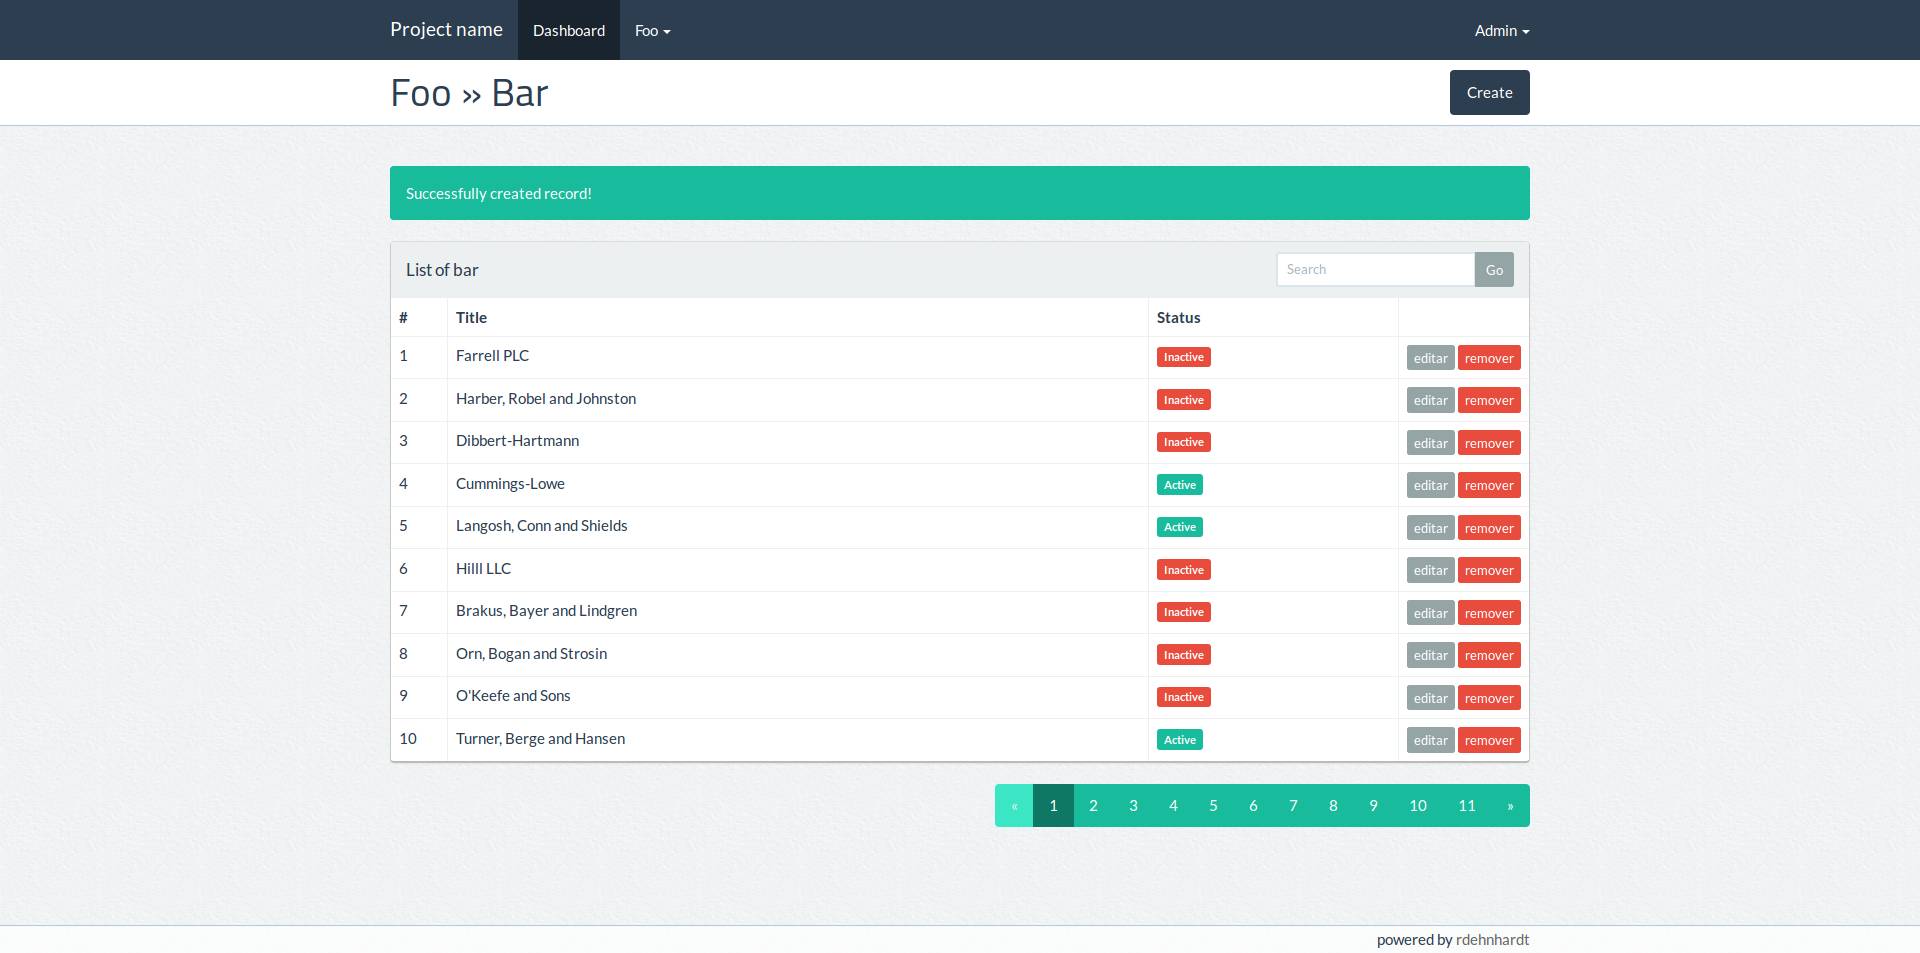 Project name Dashboard Foo Admin
Foo » Bar Create
Successfully created record!
List of bar Search Go
# Title Status
1 Farrell PLC Inactive editar remover
2 Harber, Robel and Johnston Inactive editar remover
3 Dibbert-Hartmann Inactive editar remover
4 Cummings-Lowe Active editar remover
5 Langosh, Conn and Shields Active editar remover
6 Hilll LLC Inactive editar remover
7 Brakus, Bayer and Lindgren Inactive editar remover
8 Orn, Bogan and Strosin Inactive editar remover
9 O'Keefe and Sons Inactive editar remover
10 Turner, Berge and Hansen Active editar remover
« 1 2 3 4 5 6 7 8 9 10 11 »
powered by rdehnhardt